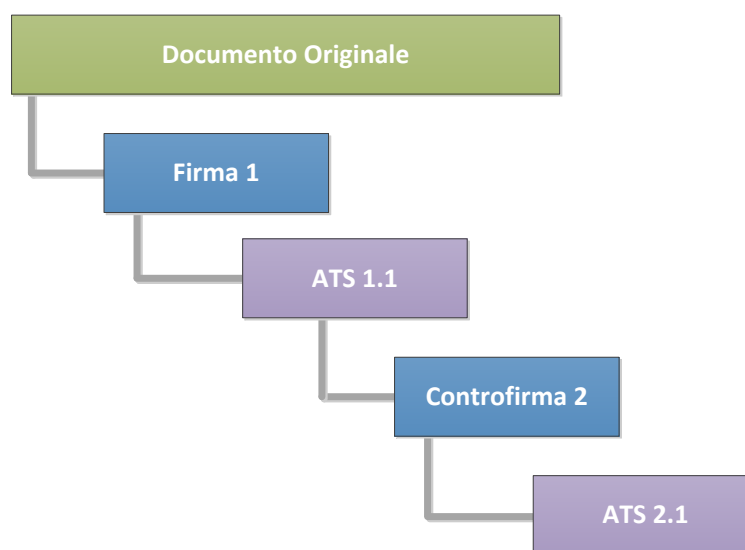 Documento Originale
Firma 1
ATS 1.1
Controfirma 2
ATS 2.1